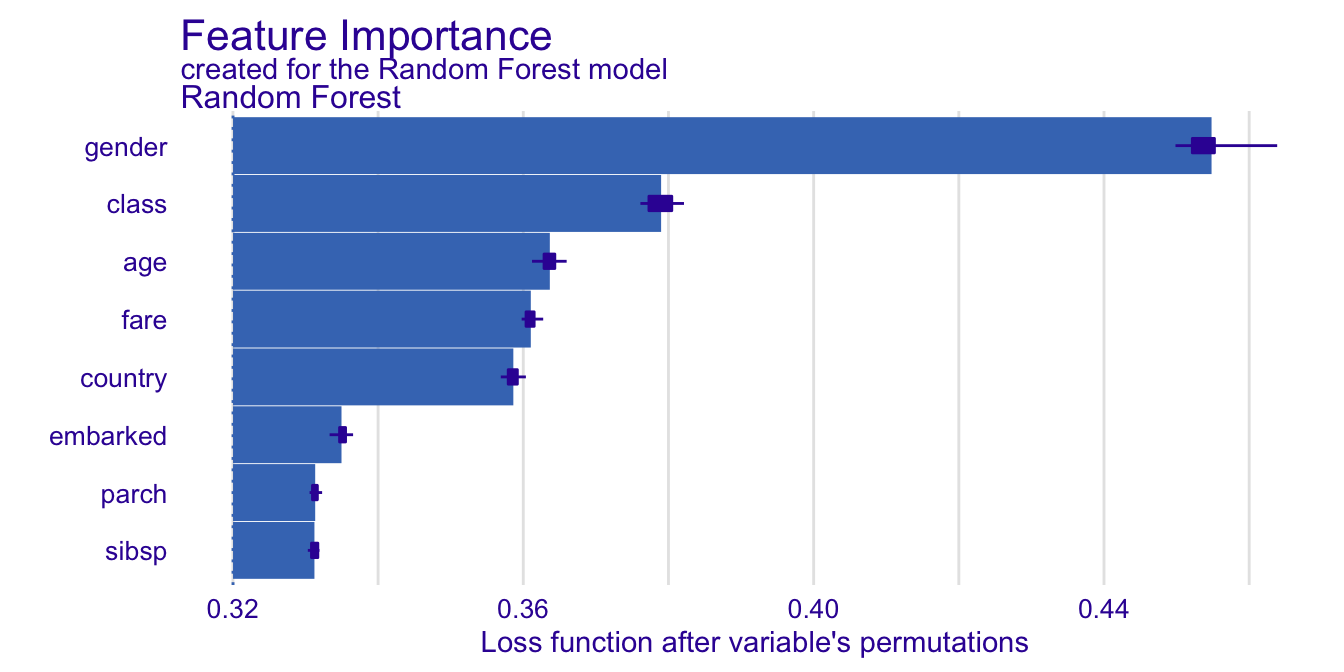 Feature Importance
created for the Random Forest model
Random Forest
gender
class
age
fare
country
embarked
parch
sibsp
0.32 0.36 0.40 0.44
Loss function after variable's permutations